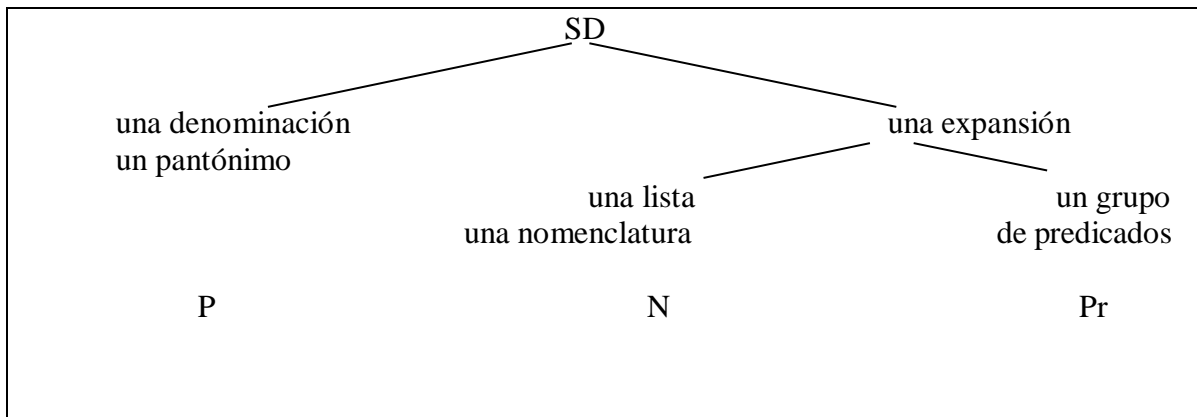 SD
una denominación
un pantónimo
una expansión
una lista
una nomenclatura
un grupo
de predicados
P
N
Pr